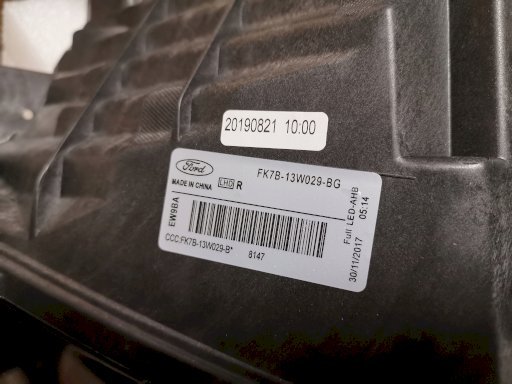 20190821 10:00
Ford
FK7B-13W029-BG
MADE IN CHINA LHD R
EW9BA
CCC:FK7B-13W029-B*
8147
Full LED-AHB
30/11/2017 05:14